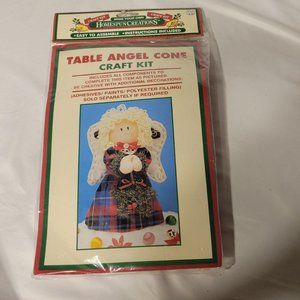 HOMESPUN CREATIONS
•EASY TO ASSEMBLE •INSTRUCTIONS INCLUDED
TABLE ANGEL CONE
CRAFT KIT
INCLUDES ALL COMPONENTS TO
COMPLETE THIS ITEM AS PICTURED
BE CREATIVE WITH ADDITIONAL DECORATIONS
(ADHESIVES/ PAINTS/ POLYESTER FILLING)
SOLD SEPARATELY IF REQUIRED